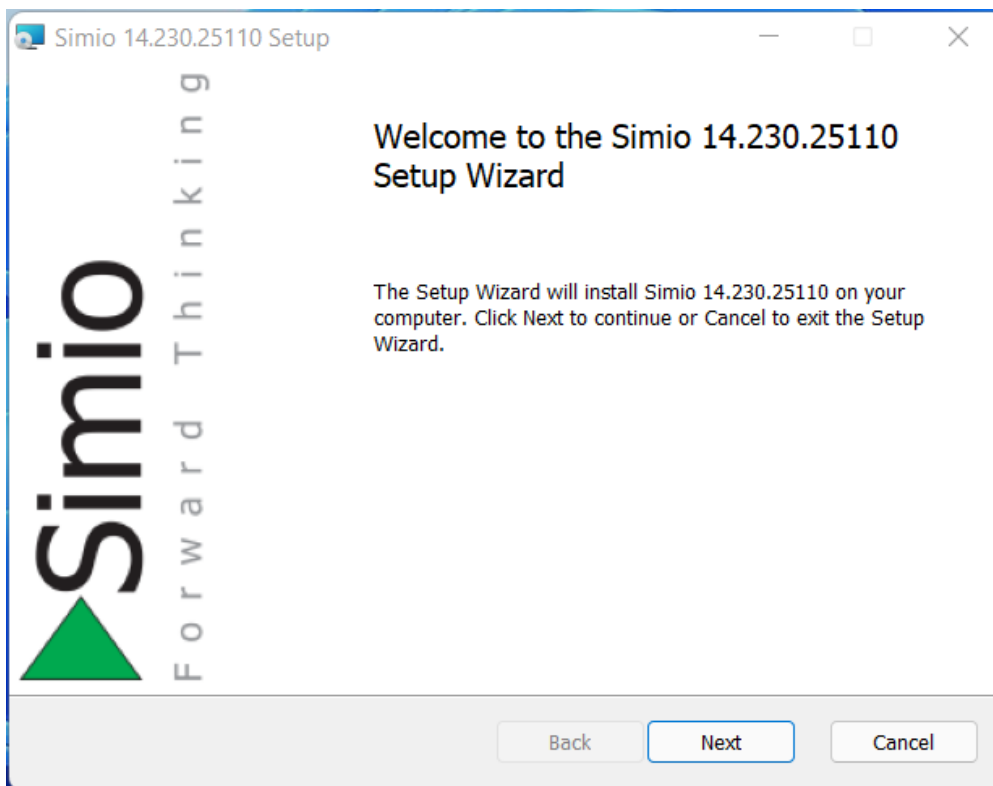 Simio 14.230.25110 Setup
Simio
Forward Thinking
Welcome to the Simio 14.230.25110
Setup Wizard
The Setup Wizard will install Simio 14.230.25110 on your
computer. Click Next to continue or Cancel to exit the Setup
Wizard.
Back
Next
Cancel